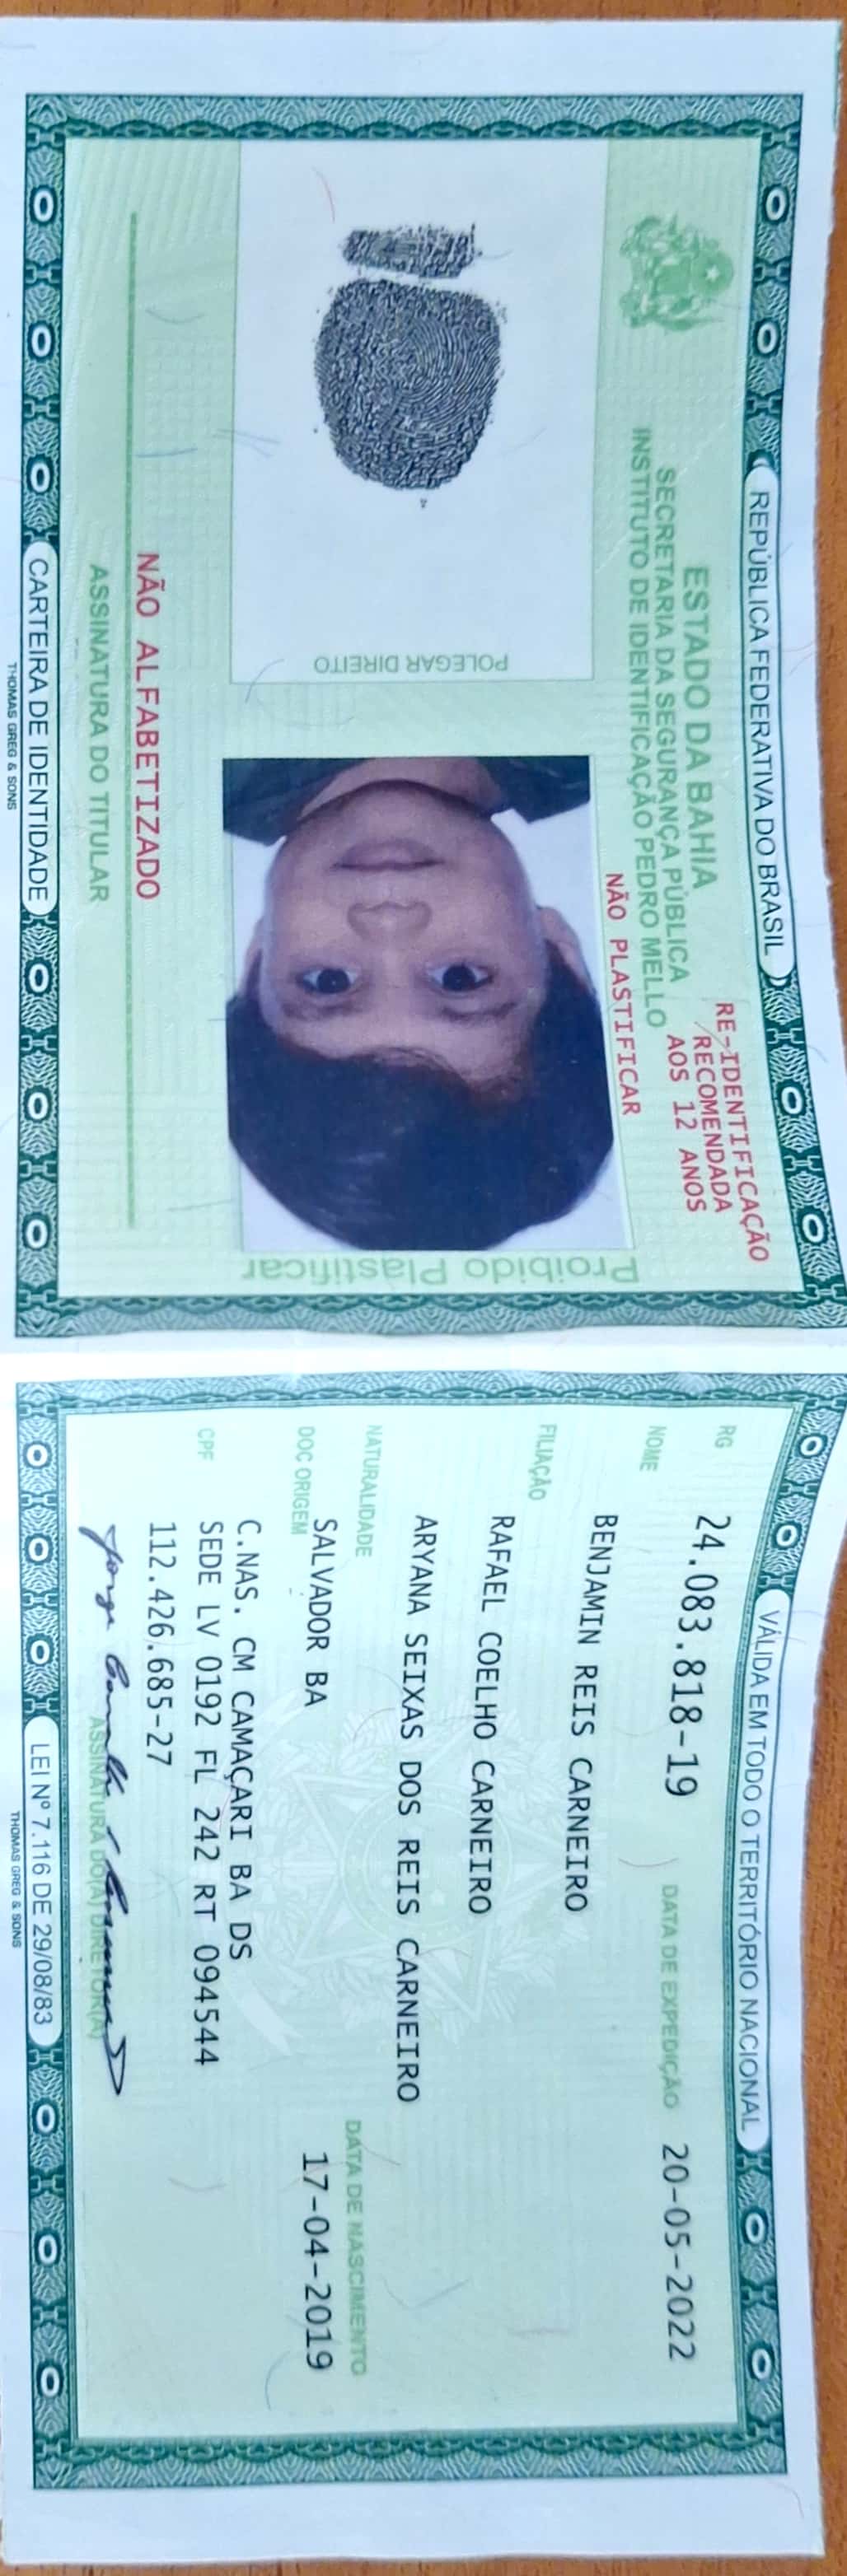 REPÚBLICA FEDERATIVA DO BRASIL
ESTADO DA BAHIA
SECRETARIA DA SEGURANÇA PÚBLICA
INSTITUTO DE IDENTIFICAÇÃO PEDRO MELLO
RE-IDENTIFICAÇÃO
RECOMENDADA
AOS 12 ANOS
NÃO PLASTIFICAR
POLEGAR DIREITO
Proibido Plastificar
NÃO ALFABETIZADO
ASSINATURA DO TITULAR
CARTEIRA DE IDENTIDADE
THOMAS GREG & SONS
VÁLIDA EM TODO O TERRITÓRIO NACIONAL
RG 24.083.818-19 DATA DE EXPEDIÇÃO 20-05-2022
NOME
BENJAMIN REIS CARNEIRO
FILIAÇÃO
RAFAEL COELHO CARNEIRO
ARYANA SEIXAS DOS REIS CARNEIRO
NATURALIDADE DATA DE NASCIMENTO
SALVADOR BA 17-04-2019
DOC ORIGEM
C.NAS. CM CAMAÇARI BA DS
SEDE LV 0192 FL 242 RT 094544
CPF
112.426.685-27
ASSINATURA DO(A) DIRETOR(A)
LEI Nº 7.116 DE 29/08/83
THOMAS GREG & SONS